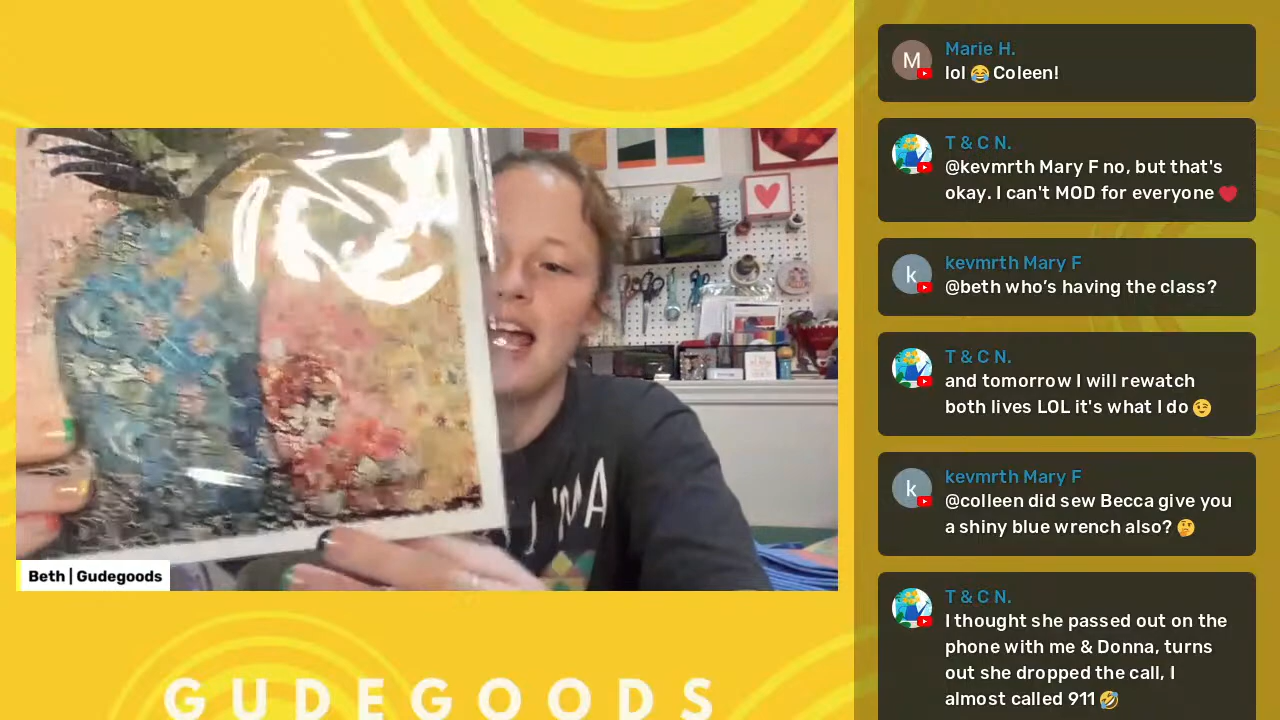 Beth | Gudegoods
GUDEGOODS
Marie H.
lol 😂 Coleen!
T & C N.
@kevmrth Mary F no, but that's
okay. I can't MOD for everyone ❤️
kevmrth Mary F
@beth who's having the class?
T & C N.
and tomorrow I will rewatch
both lives LOL it's what I do 😉
kevmrth Mary F
@colleen did sew Becca give you
a shiny blue wrench also? 🤔
T & C N.
I thought she passed out on the
phone with me & Donna, turns
out she dropped the call, I
almost called 911 🤣